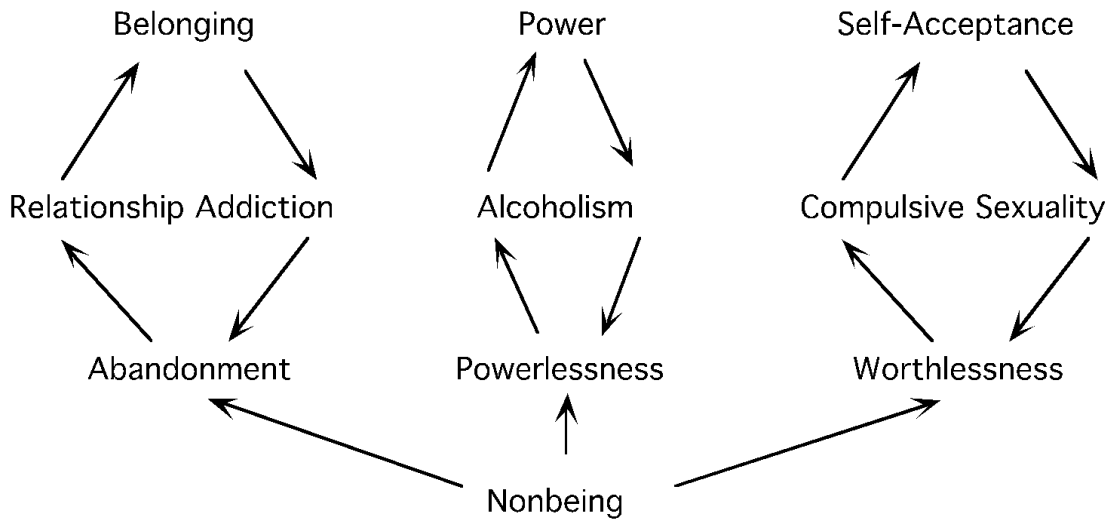 Belonging Power Self-Acceptance
Relationship Addiction Alcoholism Compulsive Sexuality
Abandonment Powerlessness Worthlessness
Nonbeing